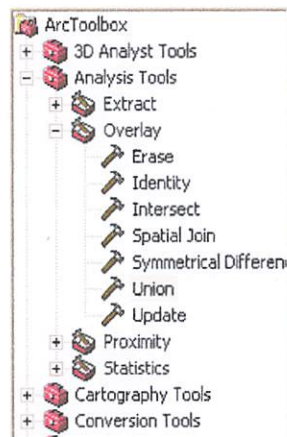 ArcToolbox
3D Analyst Tools
Analysis Tools
Extract
Overlay
Erase
Identity
Intersect
Spatial Join
Symmetrical Differen
Union
Update
Proximity
Statistics
Cartography Tools
Conversion Tools